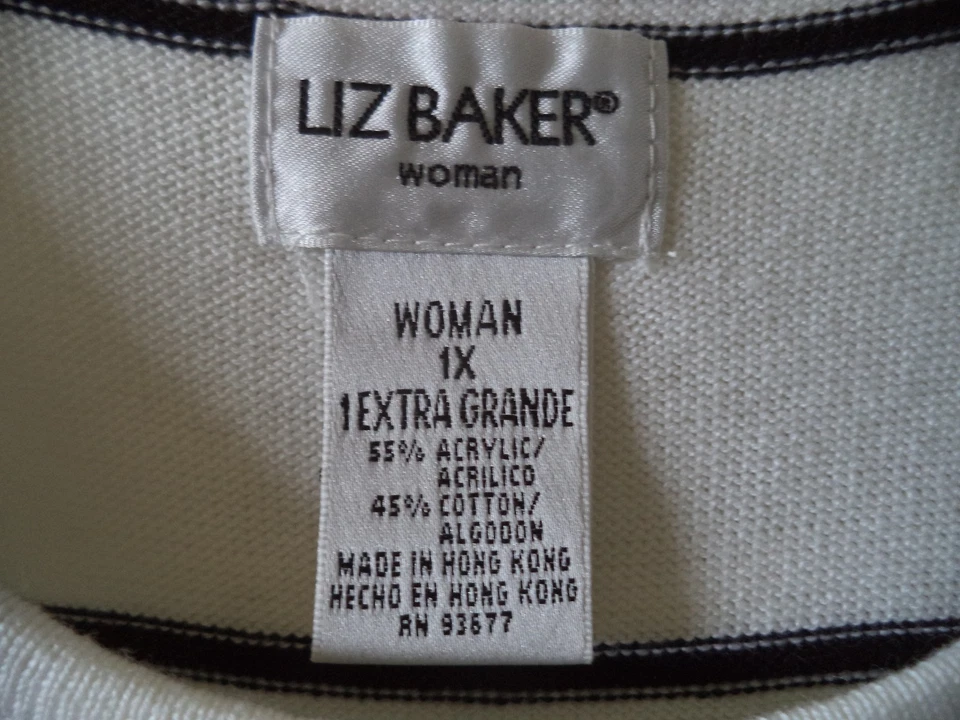 LIZ BAKER®
woman
WOMAN
1X
1 EXTRA GRANDE
55% ACRYLIC/
ACRILICO
45% COTTON/
ALGODON
MADE IN HONG KONG
HECHO EN HONG KONG
RN 93677